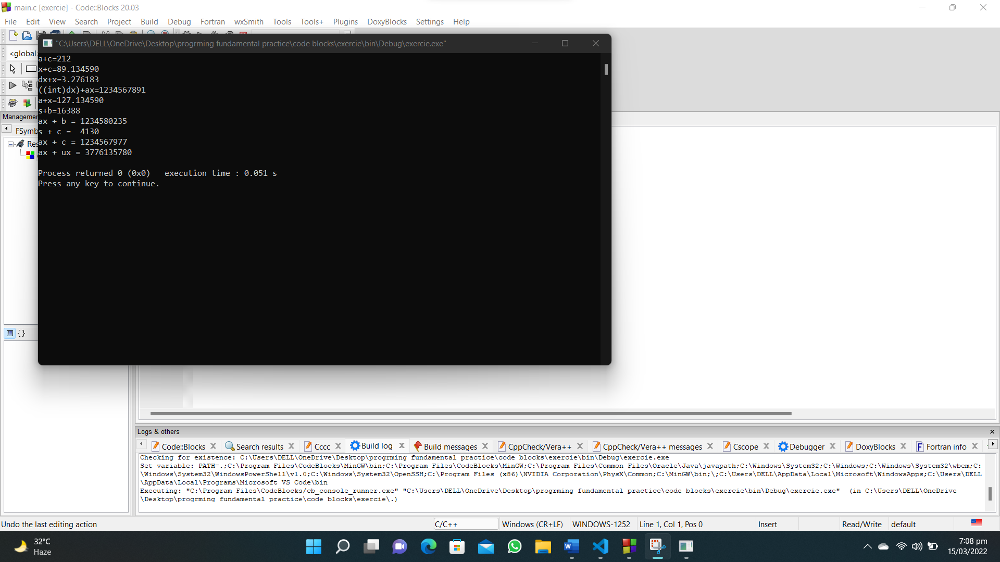 main.c [exercie] - Code::Blocks 20.03
File Edit View Search Project Build Debug Fortran wxSmith Tools Tools+ Plugins DoxyBlocks Settings Help
"C:\Users\DELL\OneDrive\Desktop\progrming fundamental practice\code blocks\exercie\bin\Debug\exercie.exe"
<global
a+c=212
x+c=89.134590
dx+x=3.276183
((int)dx)+ax=1234567891
a+x=127.134590
s+b=16388
ax + b = 1234580235
s + c =  4130
ax + c = 1234567977
ax + ux = 3776135780
Process returned 0 (0x0)   execution time : 0.051 s
Press any key to continue.
Logs & others
Code::Blocks Search results Cccc Build log Build messages CppCheck/Vera++ CppCheck/Vera++ messages Cscope Debugger DoxyBlocks Fortran info
Checking for existence: C:\Users\DELL\OneDrive\Desktop\progrming fundamental practice\code blocks\exercie\bin\Debug\exercie.exe
Set variable: PATH=.;C:\Program Files\CodeBlocks\MinGW\bin;C:\Program Files\CodeBlocks\MinGW;C:\Program Files\Common Files\Oracle\Java\javapath;C:\Windows\System32;C:\Windows;C:\Windows\System32\wbem;C:
\Windows\System32\WindowsPowerShell\v1.0;C:\Windows\System32\OpenSSH;C:\Program Files (x86)\NVIDIA Corporation\PhysX\Common;C:\MinGW\bin;\;C:\Users\DELL\AppData\Local\Microsoft\WindowsApps;C:\Users\DELL
\AppData\Local\Programs\Microsoft VS Code\bin
Executing: "C:\Program Files\CodeBlocks/cb_console_runner.exe" "C:\Users\DELL\OneDrive\Desktop\progrming fundamental practice\code blocks\exercie\bin\Debug\exercie.exe"  (in C:\Users\DELL\OneDrive
\Desktop\progrming fundamental practice\code blocks\exercie\.)
Undo the last editing action C/C++ Windows (CR+LF) WINDOWS-1252 Line 1, Col 1, Pos 0 Insert Read/Write default
32°C
Haze
7:08 pm
15/03/2022